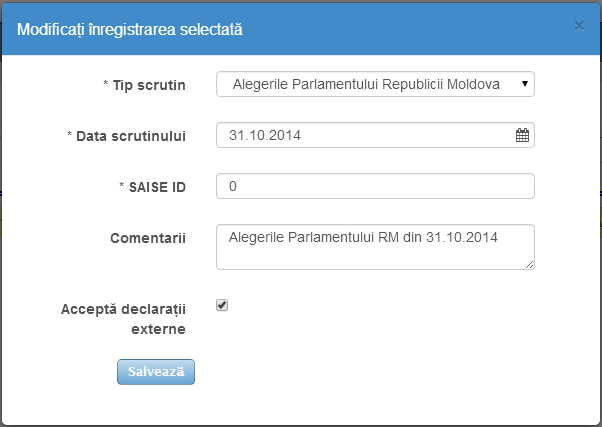 Modificați înregistrarea selectată ×
* Tip scrutin Alegerile Parlamentului Republicii Moldova
* Data scrutinului 31.10.2014
* SAISE ID 0
Comentarii Alegerile Parlamentului RM din 31.10.2014
Acceptă declarații
externe
Salvează